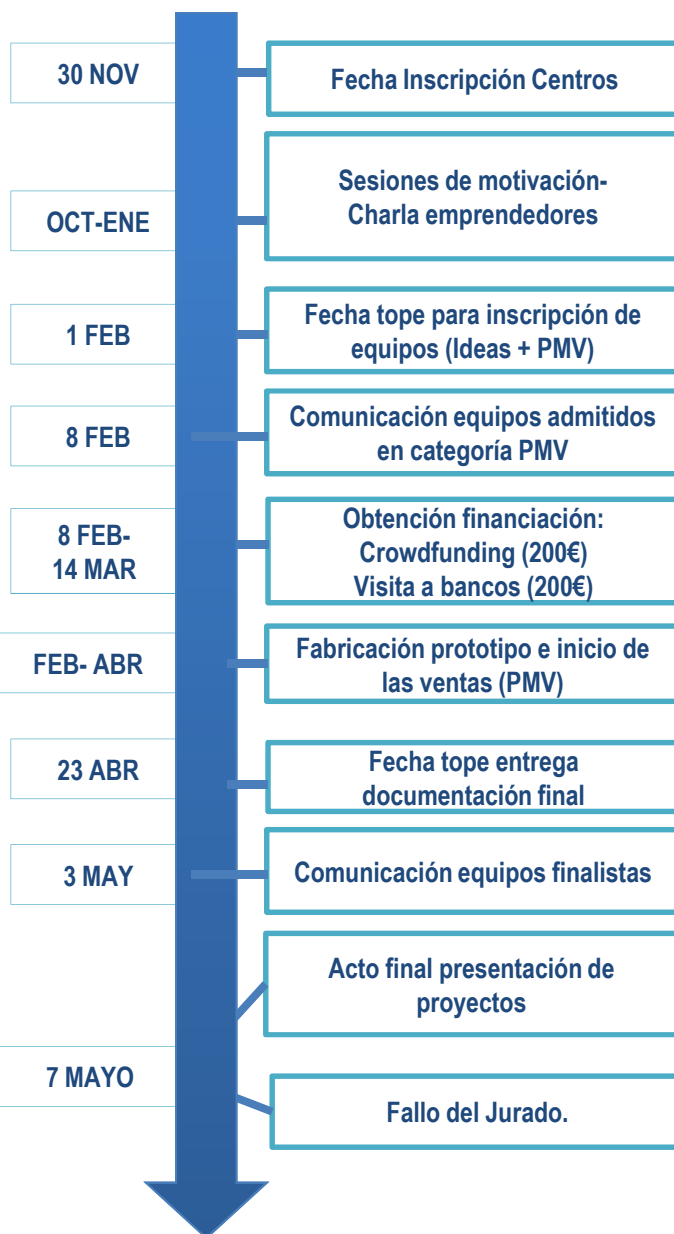 30 NOV
Fecha Inscripción Centros
OCT-ENE
Sesiones de motivación-
Charla emprendedores
1 FEB
Fecha tope para inscripción de
equipos (Ideas + PMV)
8 FEB
Comunicación equipos admitidos
en categoría PMV
8 FEB-
14 MAR
Obtención financiación:
Crowdfunding (200€)
Visita a bancos (200€)
FEB- ABR
Fabricación prototipo e inicio de
las ventas (PMV)
23 ABR
Fecha tope entrega
documentación final
3 MAY
Comunicación equipos finalistas
7 MAYO
Acto final presentación de
proyectos
Fallo del Jurado.